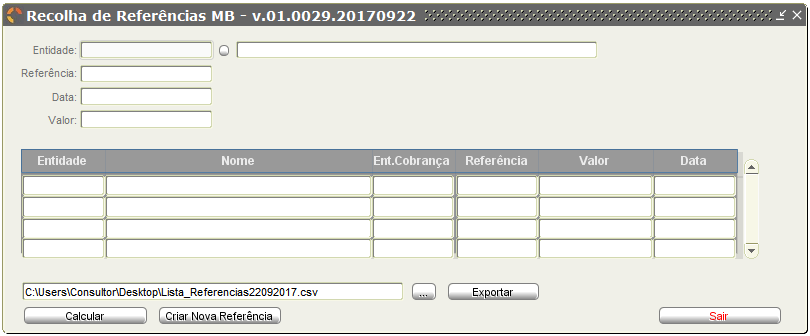 Recolha de Referências MB - v.01.0029.20170922
Entidade:
Referência:
Data:
Valor:
Entidade Nome Ent.Cobrança Referência Valor Data
C:\Users\Consultor\Desktop\Lista_Referencias22092017.csv ... Exportar
Calcular Criar Nova Referência Sair